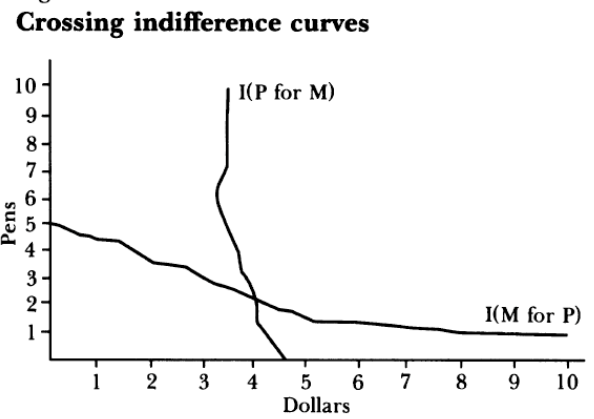 Crossing indifference curves
I(P for M)
10
9
8
7
6
5
4
3
2
1
Pens
I(M for P)
1 2 3 4 5 6 7 8 9 10
Dollars